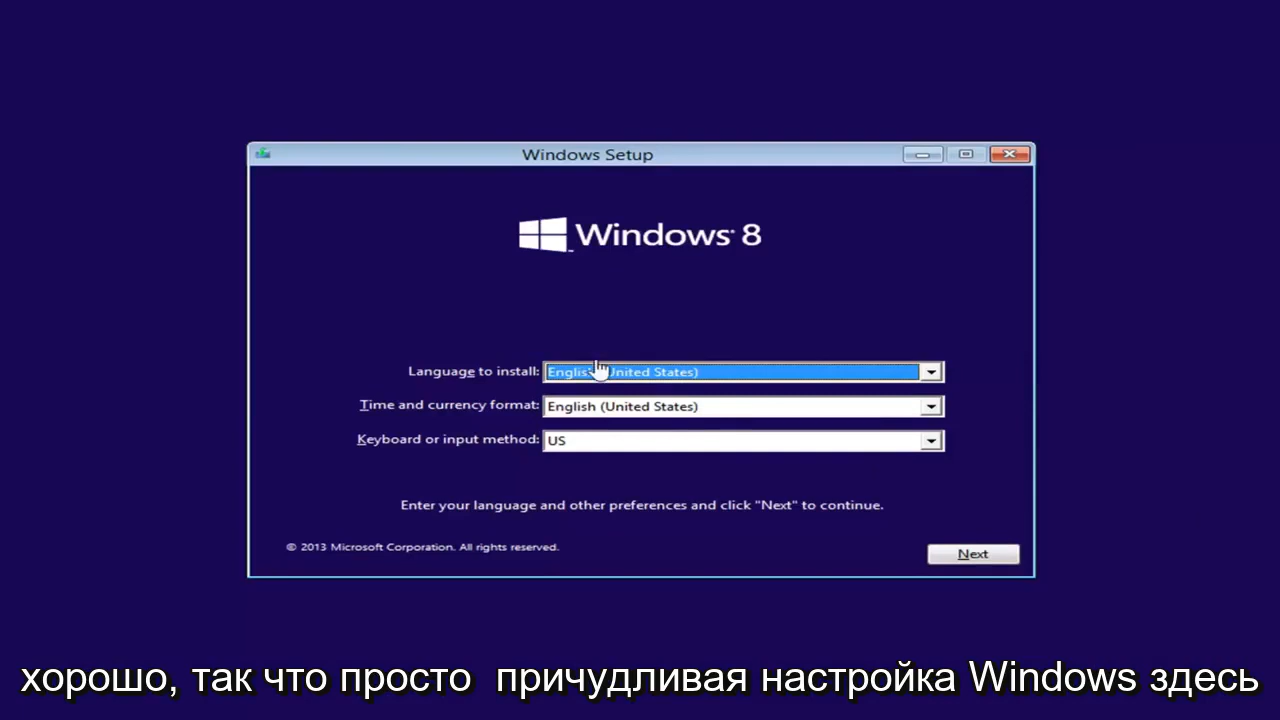 Windows Setup
Windows 8
Language to install: English (United States)
Time and currency format: English (United States)
Keyboard or input method: US
Enter your language and other preferences and click "Next" to continue.
© 2013 Microsoft Corporation. All rights reserved.
Next
хорошо, так что просто причудливая настройка Windows здесь